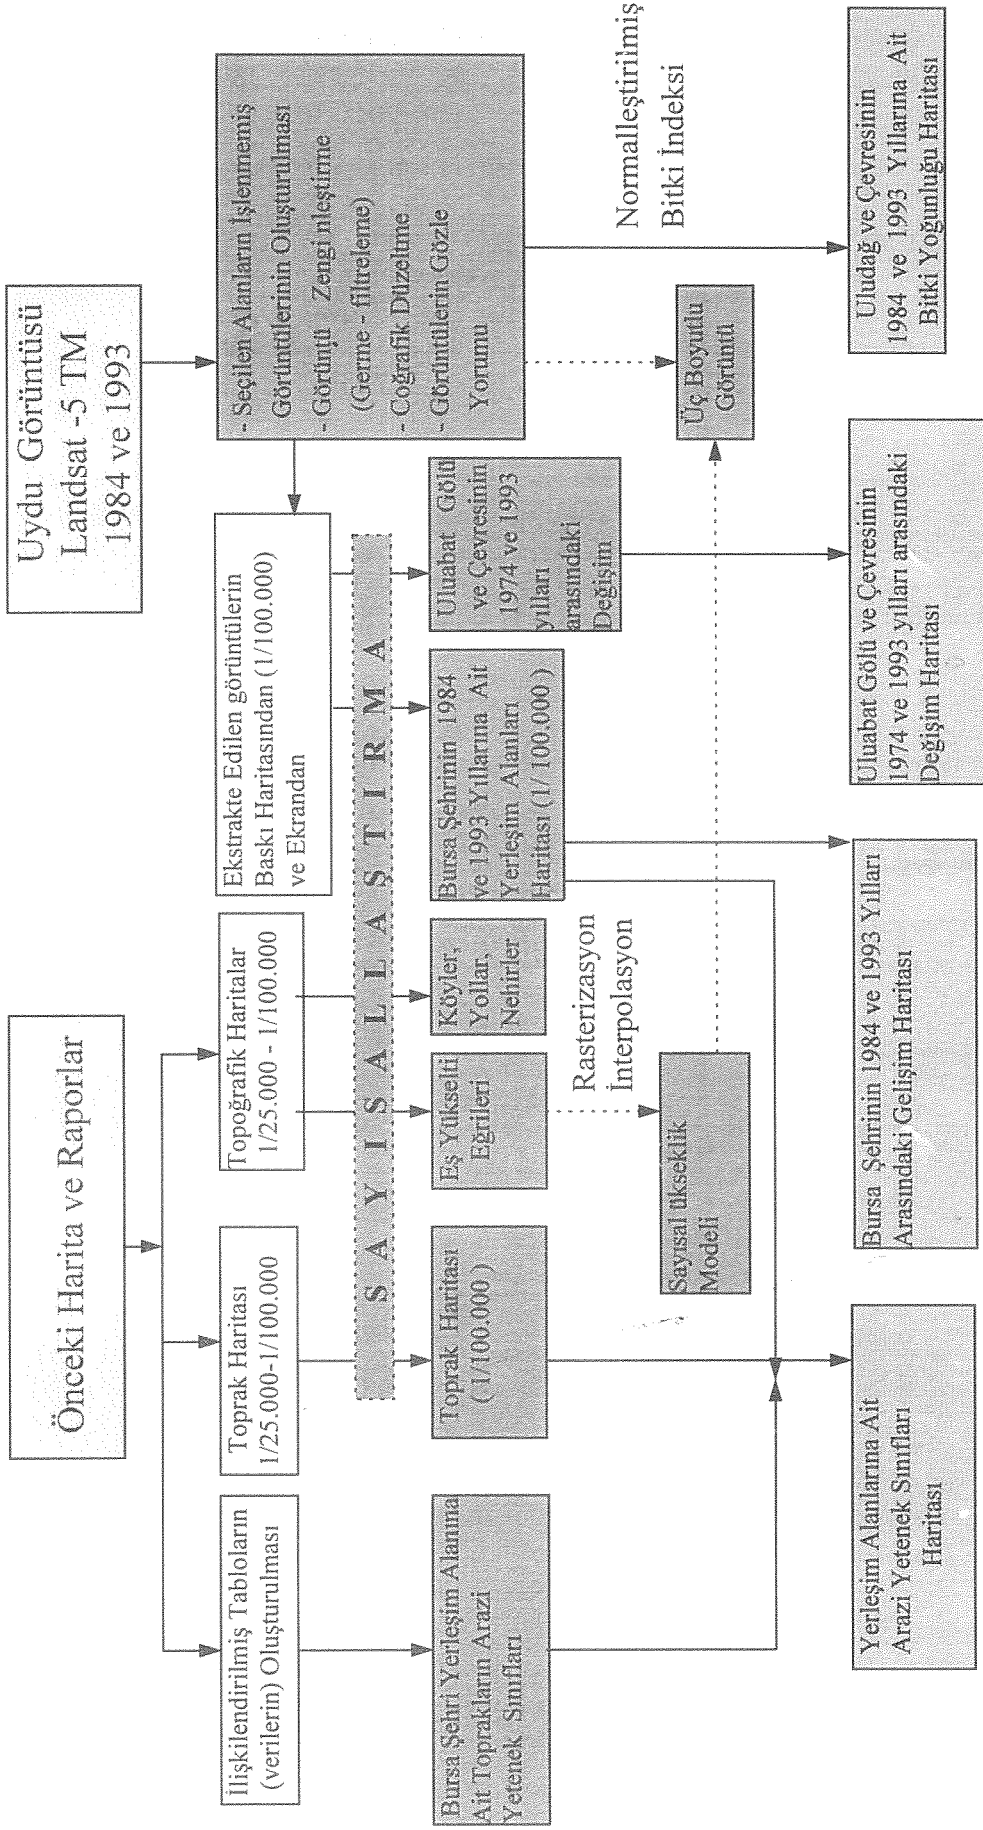 Önceki Harita ve Raporlar
Uydu Görüntüsü
Landsat -5 TM
1984 ve 1993
İlişkilendirilmiş Tabloların
(verilerin) Oluşturulması
Toprak Haritası
1/25.000-1/100.000
Topoğrafik Haritalar
1/25.000 - 1/100.000
Ekstrakte Edilen görüntülerin
Baskı Haritasından (1/100.000)
ve Ekrandan
- Seçilen Alanların İşlenmemiş
Görüntülerinin Oluşturulması
- Görüntü Zengi nleştirme
(Germe - filtreleme)
- Coğrafik Düzeltme
- Görüntülerin Gözle
Yorumu
S A Y I S A L L A Ş T I R M A
Bursa Şehri Yerleşim Alanına
Ait Toprakların Arazi
Yetenek Sınıfları
Toprak Haritası
( 1/100.000 )
Eş Yükselti
Eğrileri
Köyler,
Yollar,
Nehirler
Bursa Şehrinin 1984
ve 1993 Yıllarına Ait
Yerleşim Alanları
Haritası (1/ 100.000 )
Uluabat Gölü
ve Çevresinin
1974 ve 1993
yılları
arasındaki
Değişim
Rasterizasyon
İnterpolasyon
Normalleştirilmiş
Bitki İndeksi
Sayısal ükseklik
Modeli
Üç Boyutlu
Görüntü
Yerleşim Alanlarına Ait
Arazi Yetenek Sınıfları
Haritası
Bursa Şehrinin 1984 ve 1993 Yılları
Arasındaki Gelişim Haritası
Uluabat Gölü ve Çevresinin
1974 ve 1993 yılları arasındaki
Değişim Haritası
Uludağ ve Çevresinin
1984 ve 1993 Yıllarına Ait
Bitki Yoğunluğu Haritası